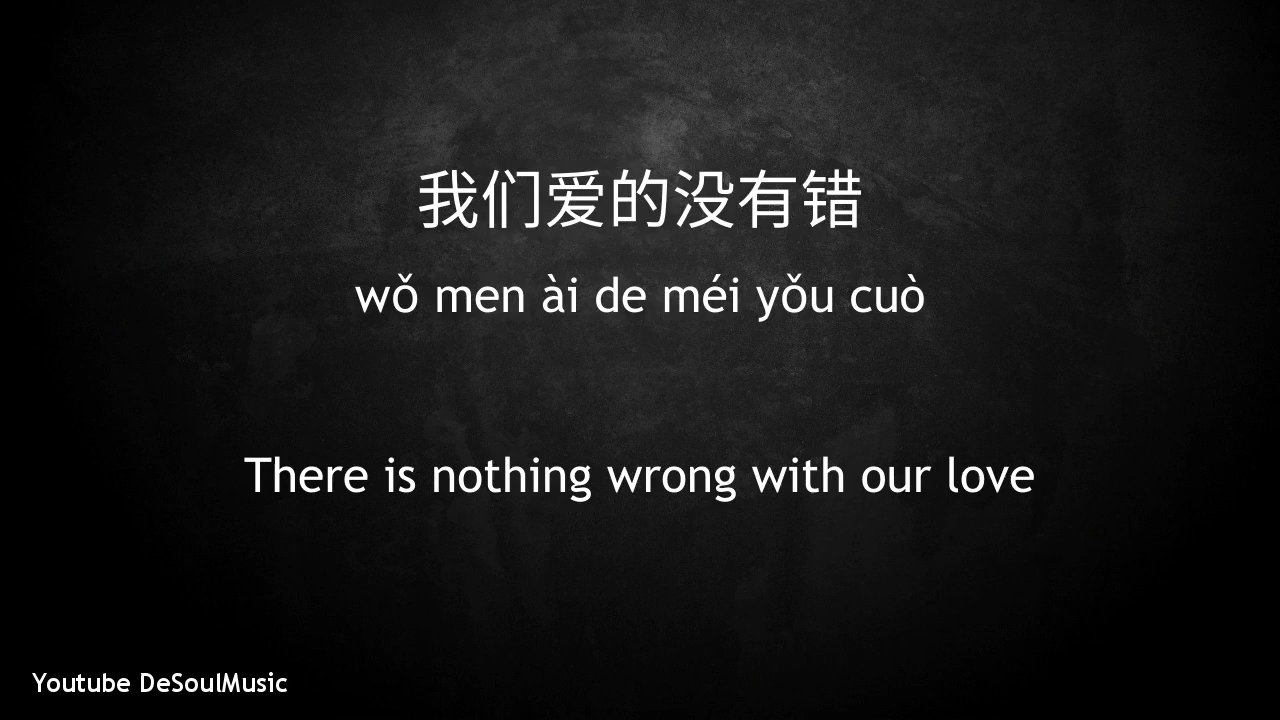 我们爱的没有错
wǒ men ài de méi yǒu cuò
There is nothing wrong with our love
Youtube DeSoulMusic